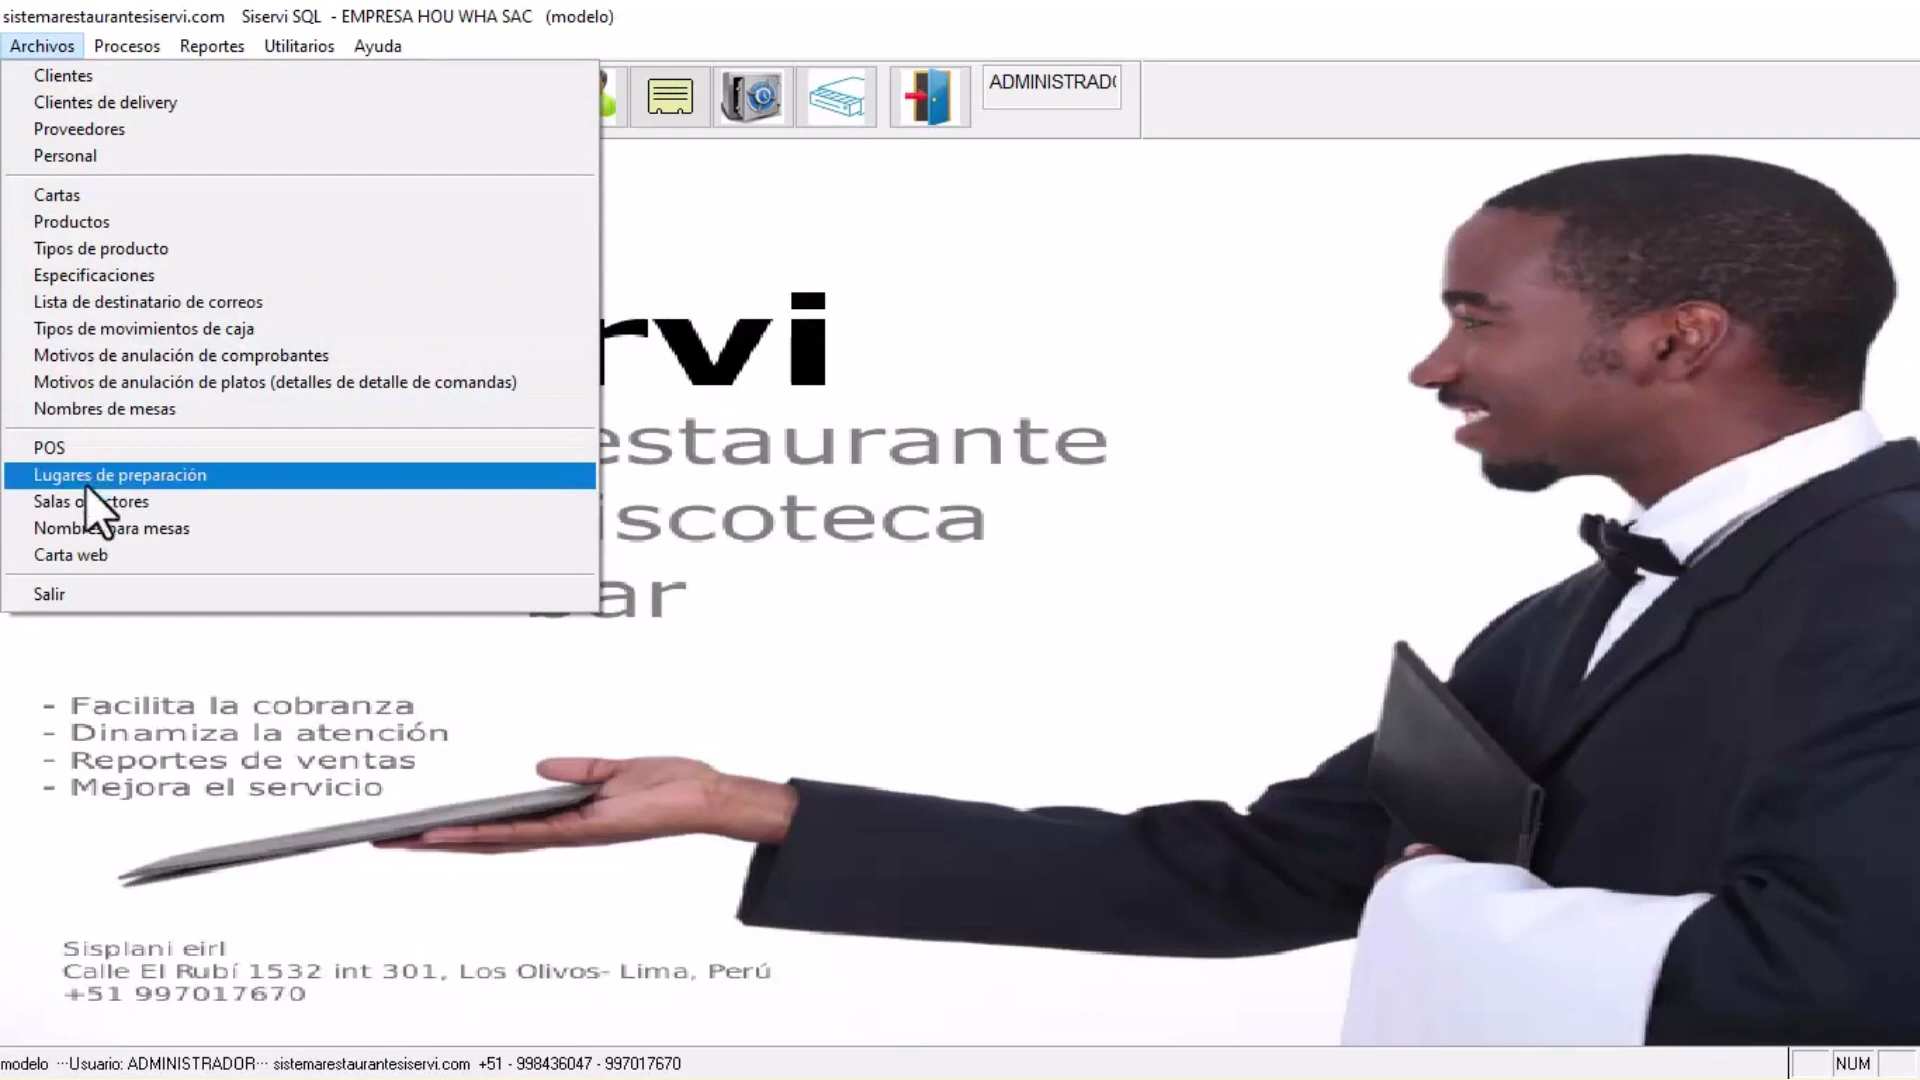 sistemarestaurantesiservi.com Siservi SQL - EMPRESA HOU WHA SAC (modelo)
Archivos Procesos Reportes Utilitarios Ayuda
Clientes
Clientes de delivery
Proveedores
Personal
ADMINISTRAD
Cartas
Productos
Tipos de producto
Especificaciones
Lista de destinatario de correos
Tipos de movimientos de caja
Motivos de anulación de comprobantes
Motivos de anulación de platos (detalles de detalle de comandas)
Nombres de mesas
POS
Lugares de preparación
Salas o
tores
para mesas
Carta web
Salir
rvi
estaurante
iscoteca
bar
- Facilita la cobranza
- Dinamiza la atención
- Reportes de ventas
- Mejora el servicio
Sisplani eirl
Calle El Rubí 1532 int 301, Los Olivos- Lima, Perú
+51 997017670
modelo ···Usuario: ADMINISTRADOR··· sistemarestaurantesiservi.com +51 - 998436047 - 997017670
NUM